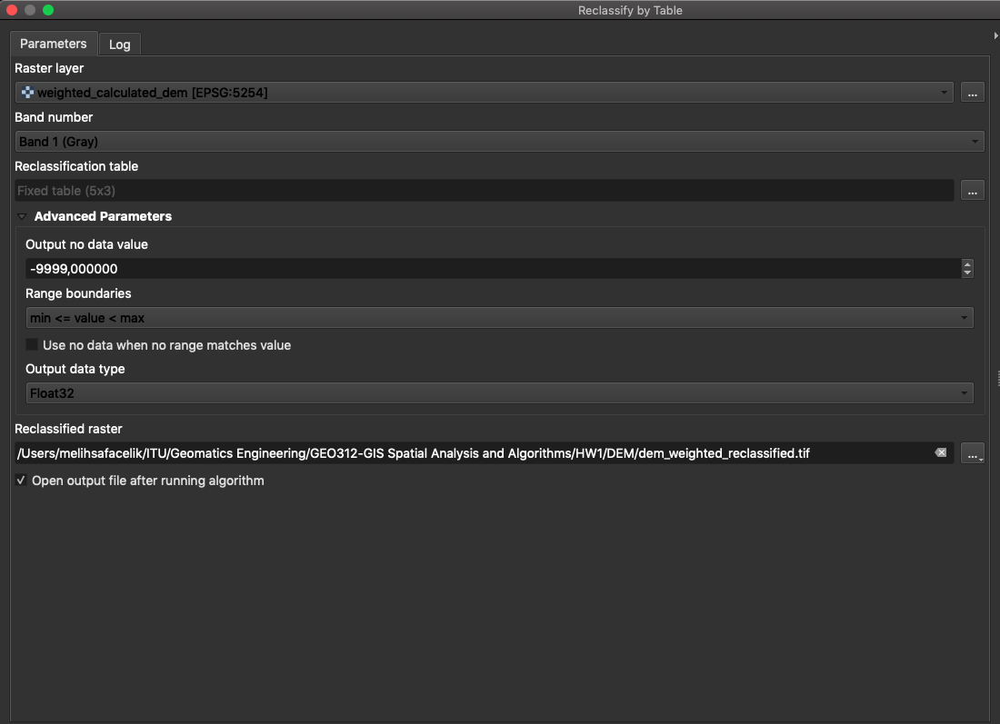 Reclassify by Table
Parameters
Log
Raster layer
weighted_calculated_dem [EPSG:5254]
...
Band number
Band 1 (Gray)
Reclassification table
Fixed table (5x3)
...
Advanced Parameters
Output no data value
-9999,000000
Range boundaries
min <= value < max
Use no data when no range matches value
Output data type
Float32
Reclassified raster
/Users/melihsafacelik/ITU/Geomatics Engineering/GEO312-GIS Spatial Analysis and Algorithms/HW1/DEM/dem_weighted_reclassified.tif
...
Open output file after running algorithm